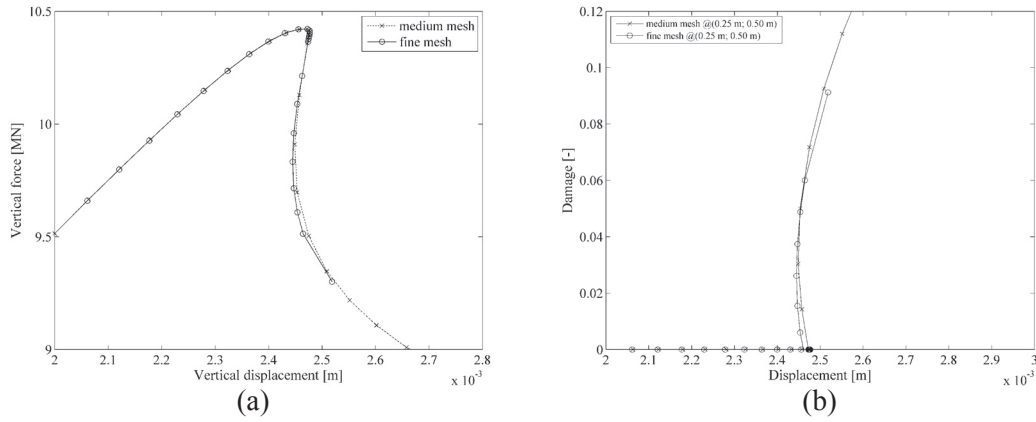 10.5
10
9.5
9
Vertical force [MN]
2
2.1
2.2
2.3
2.4
2.5
2.6
2.7
2.8
Vertical displacement [m]
x 10⁻³
medium mesh
fine mesh
(a)
0.12
0.1
0.08
0.06
0.04
0.02
0
Damage [-]
2
2.1
2.2
2.3
2.4
2.5
2.6
2.7
2.8
2.9
3
Displacement [m]
x 10⁻³
medium mesh @(0.25 m; 0.50 m)
fine mesh @(0.25 m; 0.50 m)
(b)